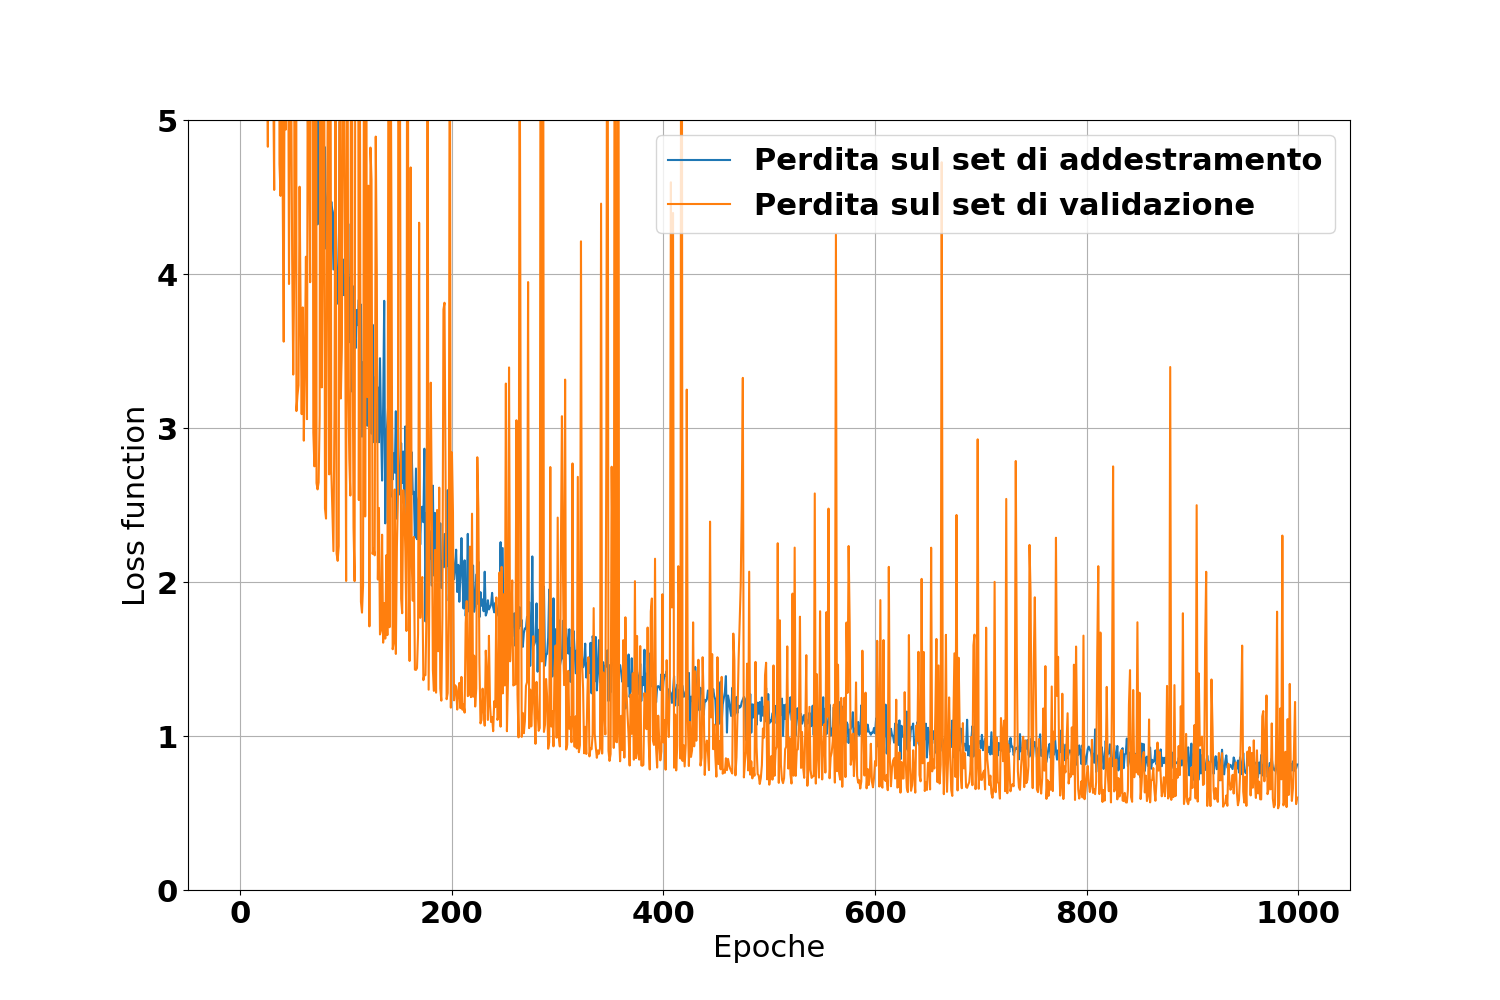 Perdita sul set di addestramento
Perdita sul set di validazione
Loss function
5
4
3
2
1
0
0 200 400 600 800 1000
Epoche